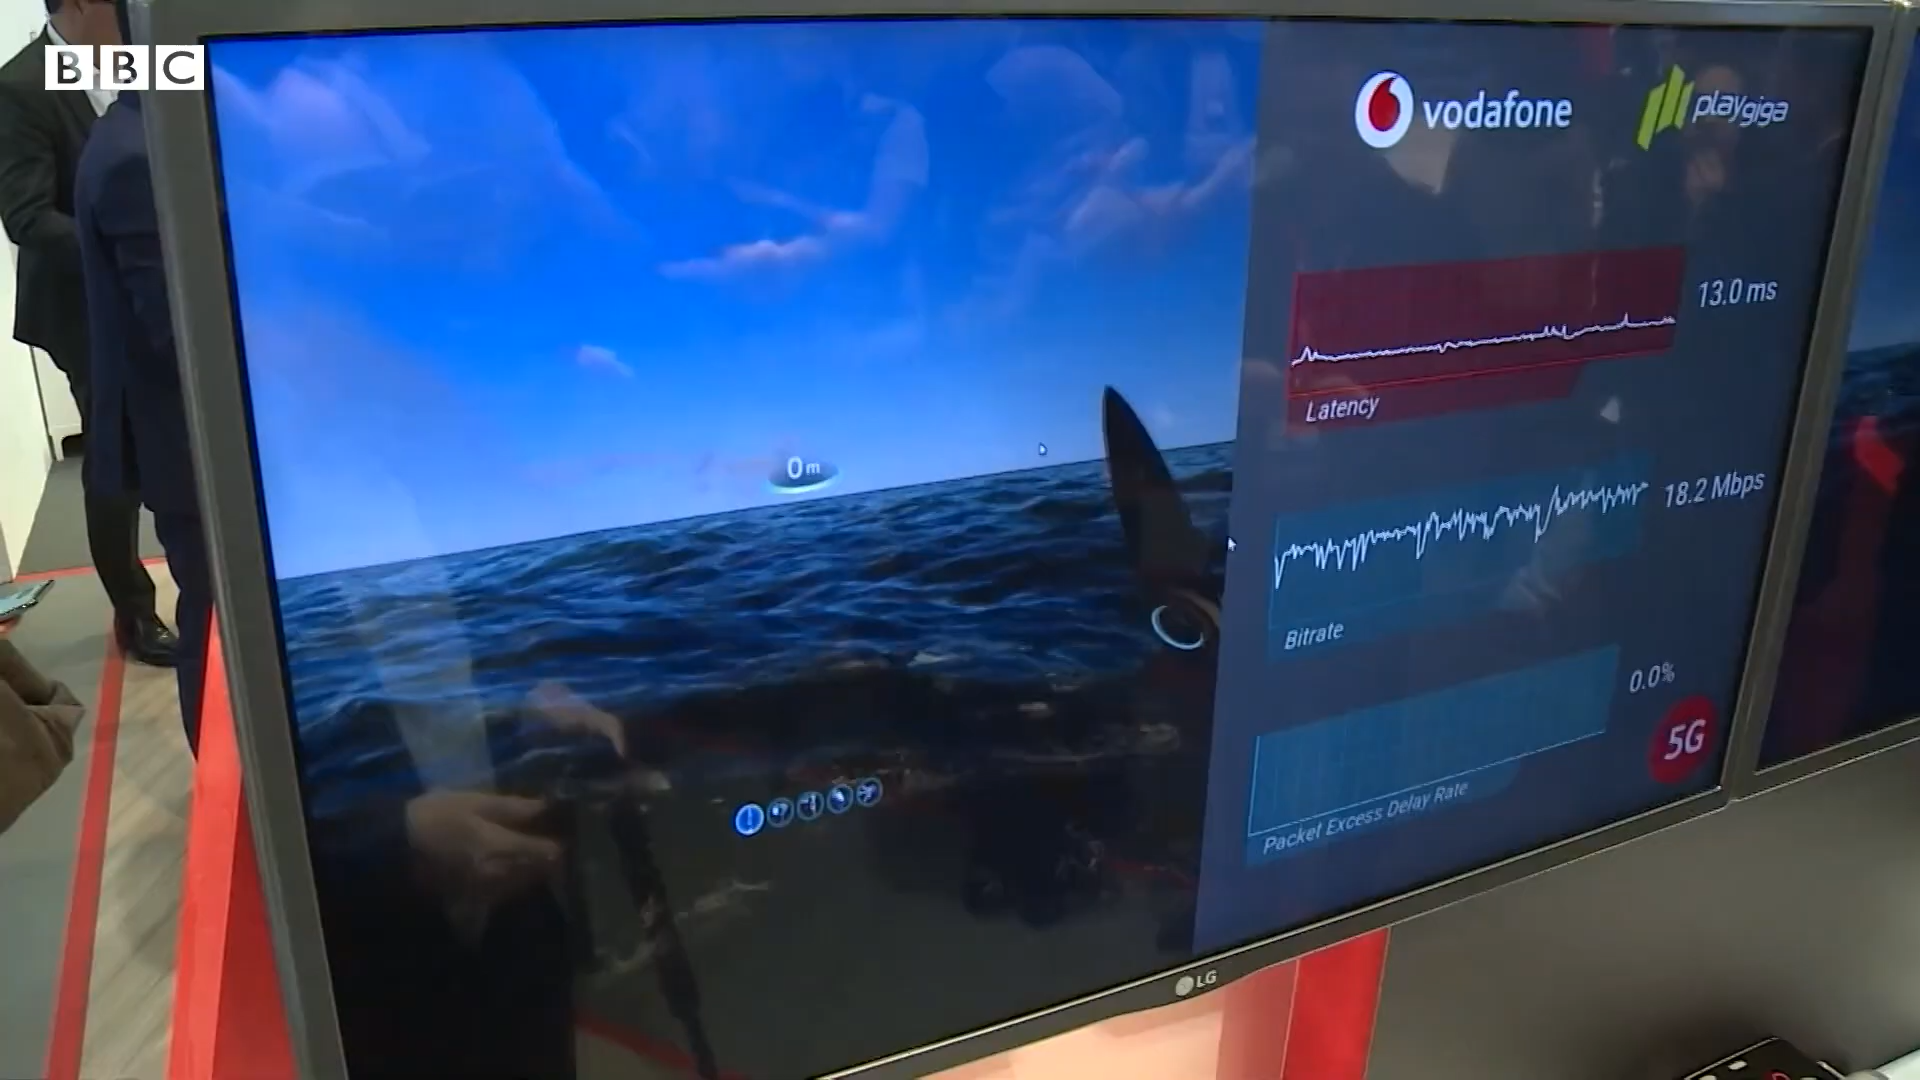 BBC
vodafone
playgiga
13.0 ms
Latency
0 m
18.2 Mbps
Bitrate
0.0%
5G
Packet Excess Delay Rate
LG